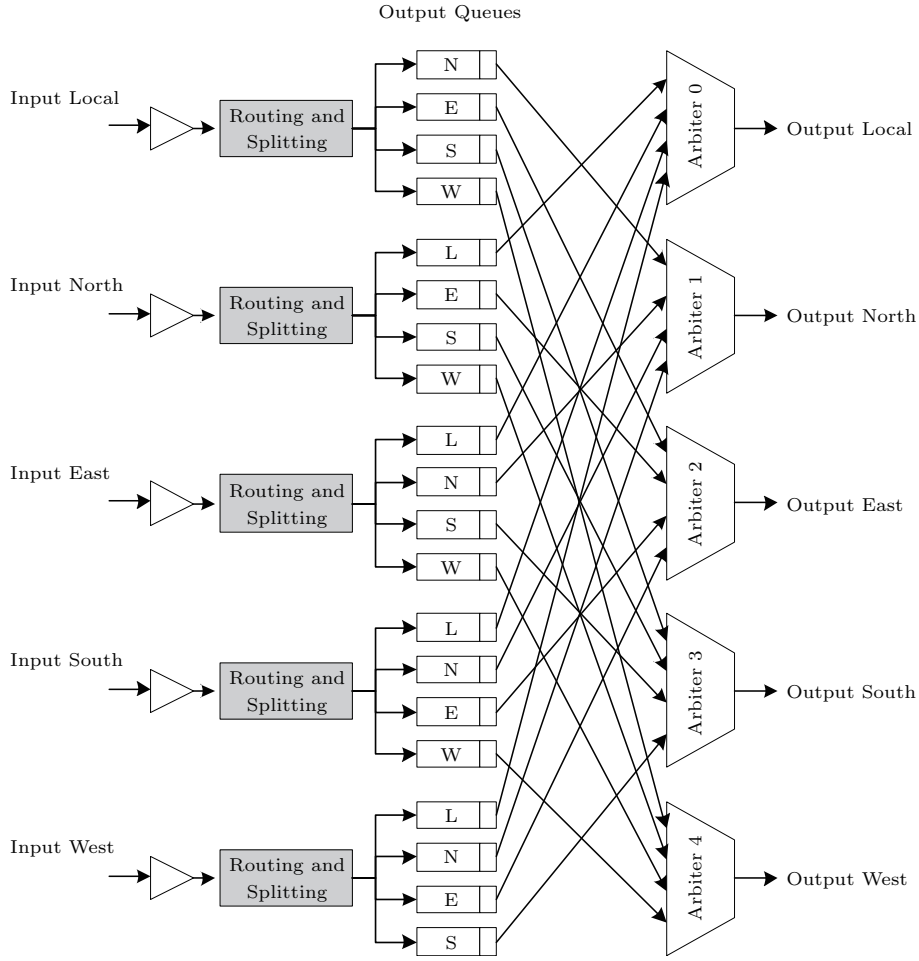 Output Queues
Input Local
Routing and
Splitting
N
E
S
W
Arbiter 0
Output Local
Input North
Routing and
Splitting
L
E
S
W
Arbiter 1
Output North
Input East
Routing and
Splitting
L
N
S
W
Arbiter 2
Output East
Input South
Routing and
Splitting
L
N
E
W
Arbiter 3
Output South
Input West
Routing and
Splitting
L
N
E
S
Arbiter 4
Output West